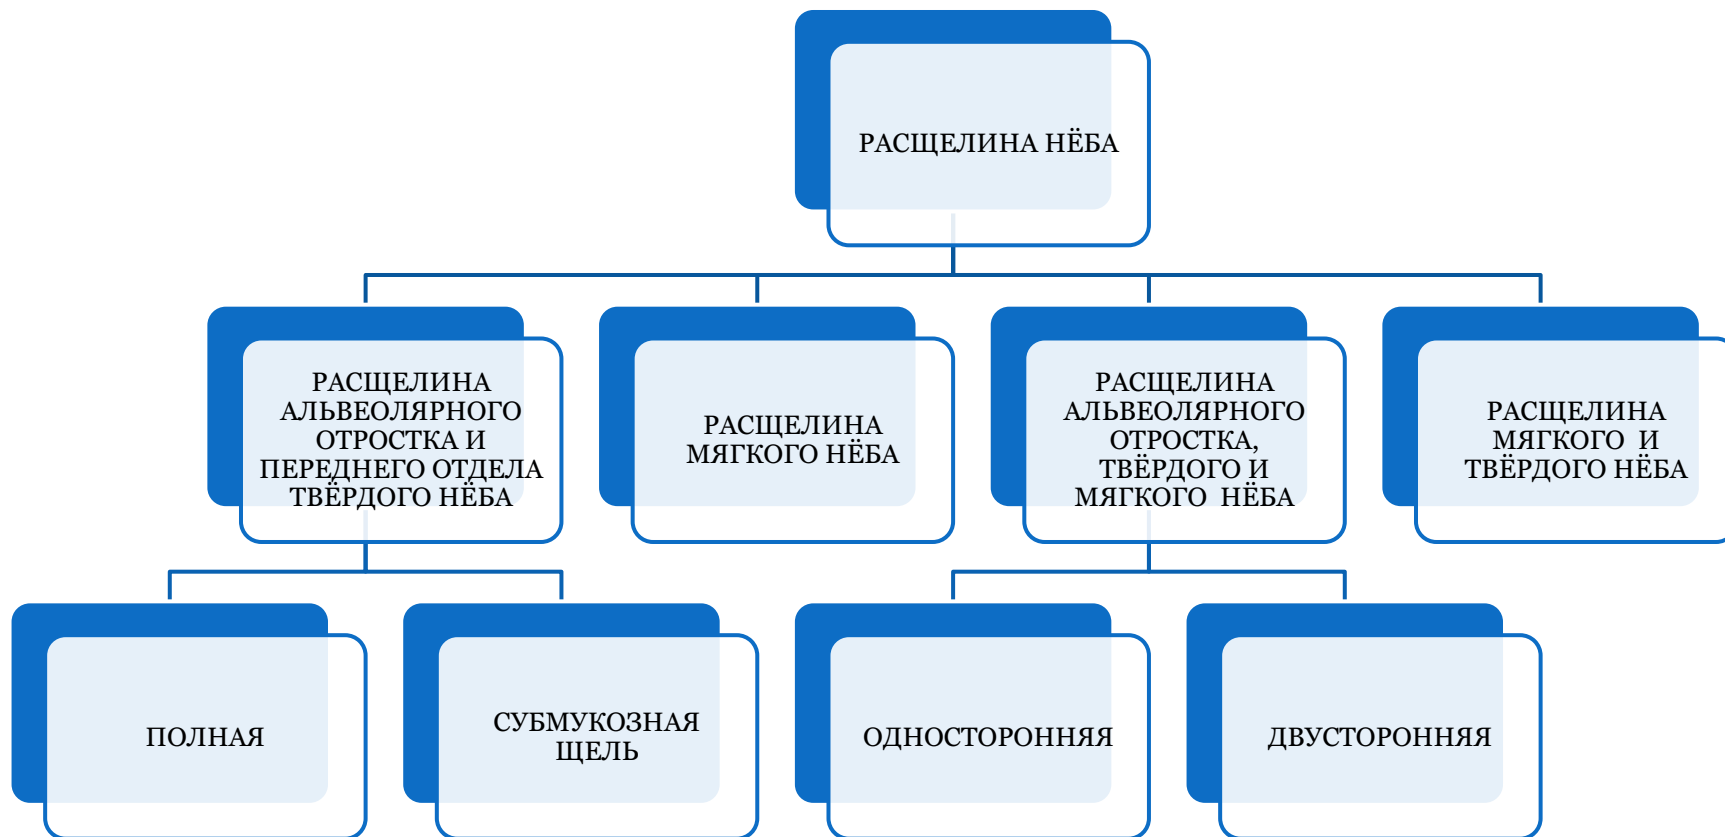 РАСЩЕЛИНА НЁБА
РАСЩЕЛИНА
АЛЬВЕОЛЯРНОГО
ОТРОСТКА И
ПЕРЕДНЕГО ОТДЕЛА
ТВЁРДОГО НЁБА
РАСЩЕЛИНА
МЯГКОГО НЁБА
РАСЩЕЛИНА
АЛЬВЕОЛЯРНОГО
ОТРОСТКА,
ТВЁРДОГО И
МЯГКОГО НЁБА
РАСЩЕЛИНА
МЯГКОГО И
ТВЁРДОГО НЁБА
ПОЛНАЯ
СУБМУКОЗНАЯ
ЩЕЛЬ
ОДНОСТОРОННЯЯ
ДВУСТОРОННЯЯ